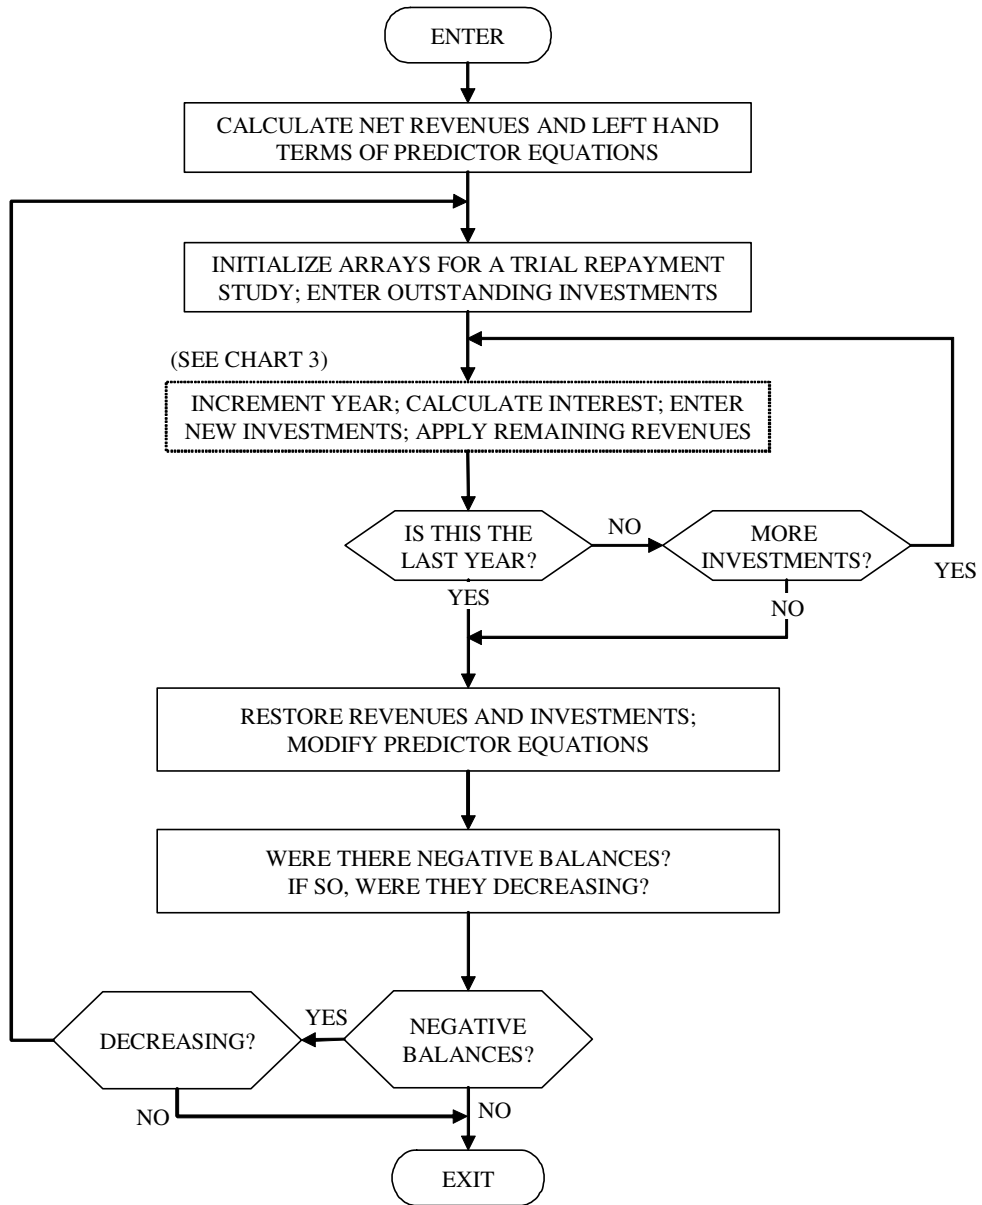 ENTER
CALCULATE NET REVENUES AND LEFT HAND
TERMS OF PREDICTOR EQUATIONS
INITIALIZE ARRAYS FOR A TRIAL REPAYMENT
STUDY; ENTER OUTSTANDING INVESTMENTS
(SEE CHART 3)
INCREMENT YEAR; CALCULATE INTEREST; ENTER
NEW INVESTMENTS; APPLY REMAINING REVENUES
IS THIS THE
LAST YEAR?
NO
MORE
INVESTMENTS?
YES
YES
NO
RESTORE REVENUES AND INVESTMENTS;
MODIFY PREDICTOR EQUATIONS
WERE THERE NEGATIVE BALANCES?
IF SO, WERE THEY DECREASING?
DECREASING?
YES
NEGATIVE
BALANCES?
NO
NO
EXIT